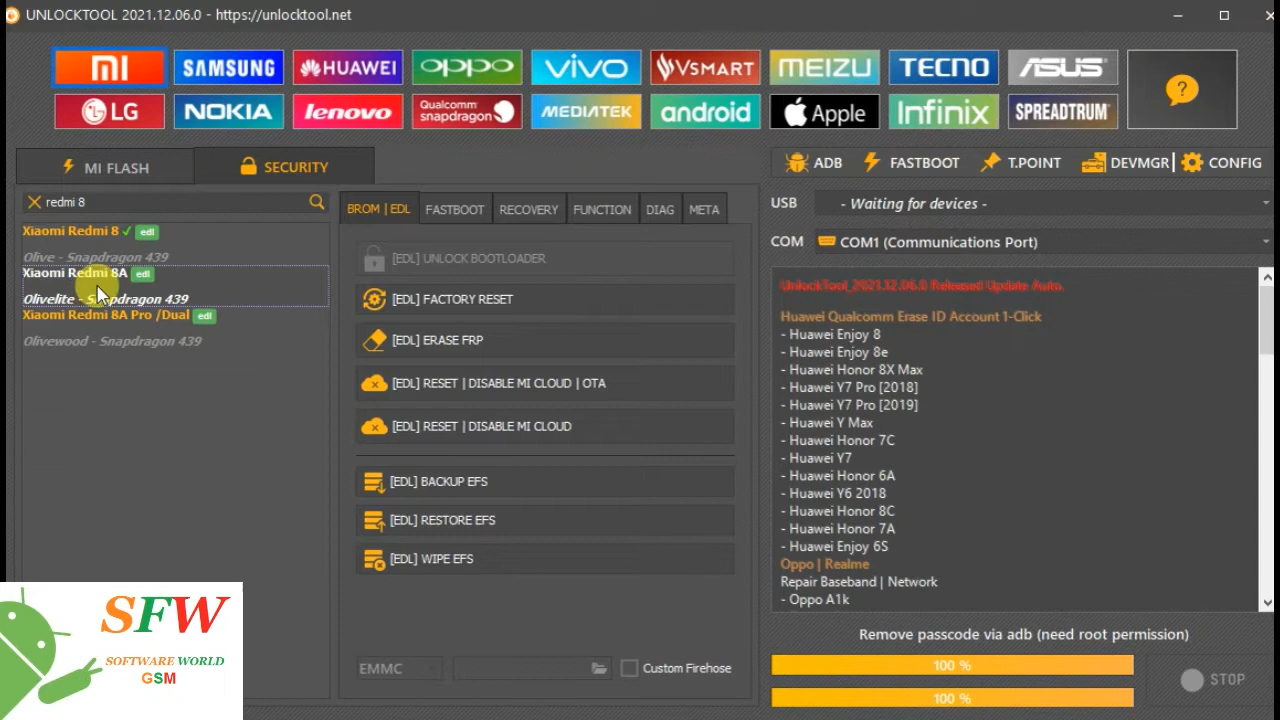 UNLOCKTOOL 2021.12.06.0 - https://unlocktool.net
MI
SAMSUNG
HUAWEI
oppo
vivo
VSMART
MEIZU
TECNO
ASUS
?
LG
NOKIA
lenovo
Qualcomm
snapdragon
MEDIATEK
android
Apple
Infinix
SPREADTRUM
MI FLASH
SECURITY
ADB
FASTBOOT
T.POINT
DEVMGR
CONFIG
redmi 8
Xiaomi Redmi 8 ✓ edl
Olive - Snapdragon 439
Xiaomi Redmi 8A edl
Olivelite - Snapdragon 439
Xiaomi Redmi 8A Pro /Dual edl
Olivewood - Snapdragon 439
BROM | EDL
FASTBOOT
RECOVERY
FUNCTION
DIAG
META
[EDL] UNLOCK BOOTLOADER
[EDL] FACTORY RESET
[EDL] ERASE FRP
[EDL] RESET | DISABLE MI CLOUD | OTA
[EDL] RESET | DISABLE MI CLOUD
[EDL] BACKUP EFS
[EDL] RESTORE EFS
[EDL] WIPE EFS
EMMC
Custom Firehose
USB - Waiting for devices -
COM COM1 (Communications Port)
UnlockTool_2021.12.06.0 Released Update Auto.
Huawei Qualcomm Erase ID Account 1-Click
- Huawei Enjoy 8
- Huawei Enjoy 8e
- Huawei Honor 8X Max
- Huawei Y7 Pro [2018]
- Huawei Y7 Pro [2019]
- Huawei Y Max
- Huawei Honor 7C
- Huawei Y7
- Huawei Honor 6A
- Huawei Y6 2018
- Huawei Honor 8C
- Huawei Honor 7A
- Huawei Enjoy 6S
Oppo | Realme
Repair Baseband | Network
- Oppo A1k
Remove passcode via adb (need root permission)
100 %
100 %
STOP
SFW
SOFTWARE WORLD
GSM